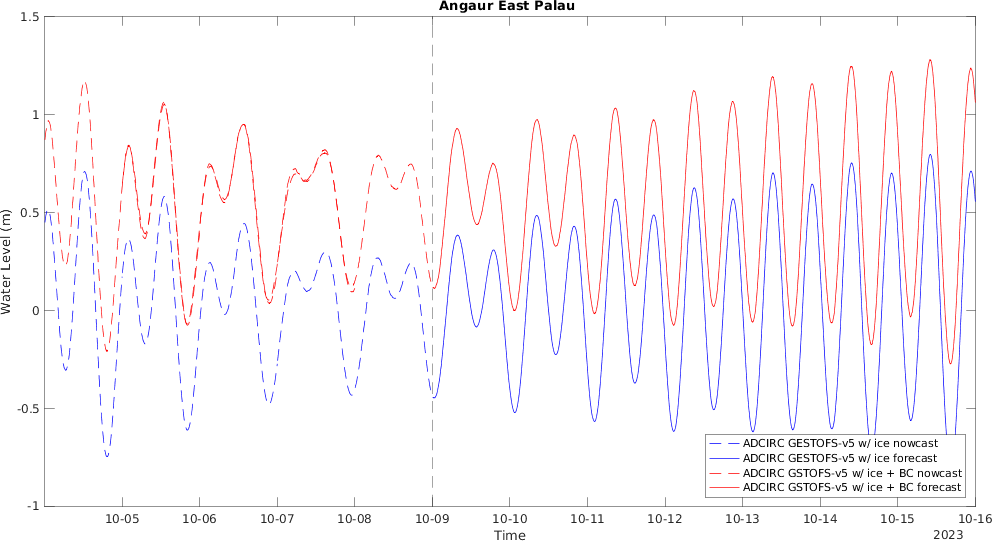 Angaur East Palau
1.5
1
0.5
0
-0.5
-1
Water Level (m)
10-05 10-06 10-07 10-08 10-09 10-10 10-11 10-12 10-13 10-14 10-15 10-16
Time
2023
ADCIRC GESTOFS-v5 w/ ice nowcast
ADCIRC GESTOFS-v5 w/ ice forecast
ADCIRC GSTOFS-v5 w/ ice + BC nowcast
ADCIRC GSTOFS-v5 w/ ice + BC forecast